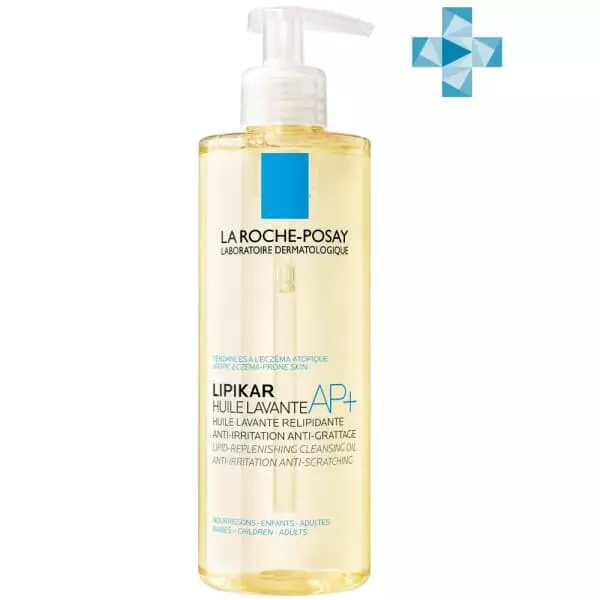 LA ROCHE-POSAY
LABORATOIRE DERMATOLOGIQUE
TENDANCES À L'ECZÉMA ATOPIQUE
ATOPIC ECZEMA-PRONE SKIN
LIPIKAR
HUILE LAVANTE AP+
HUILE LAVANTE RELIPIDANTE
ANTI-IRRITATION ANTI-GRATTAGE
LIPID-REPLENISHING CLEANSING OIL
ANTI-IRRITATION ANTI-SCRATCHING
NOURRISSONS - ENFANTS - ADULTES
BABIES - CHILDREN - ADULTS